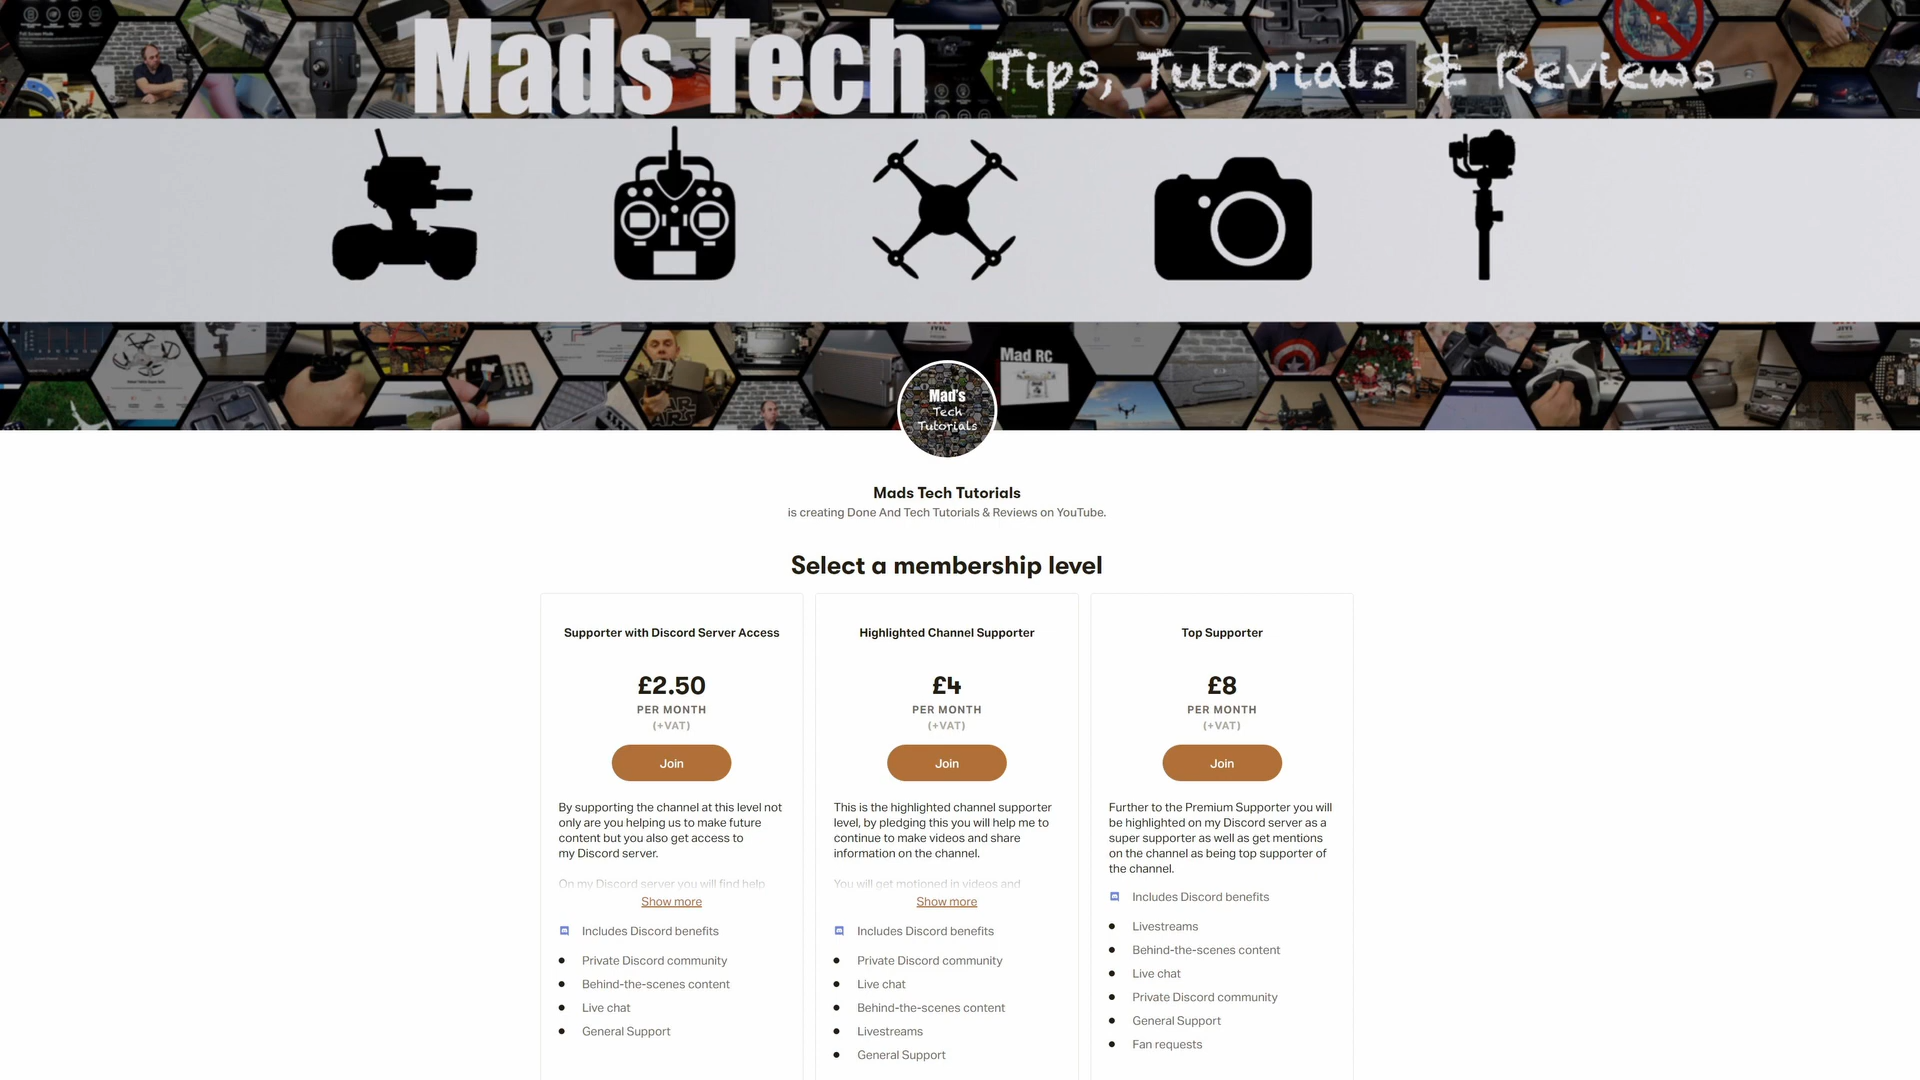 Mads Tech Tips, Tutorials & Reviews
Mad RC
Mad's
Tech
Tutorials
Mads Tech Tutorials
is creating Done And Tech Tutorials & Reviews on YouTube.
Select a membership level
Supporter with Discord Server Access
£2.50
PER MONTH
(+VAT)
Join
By supporting the channel at this level not
only are you helping us to make future
content but you also get access to
my Discord server.
On my Discord server you will find help
Show more
Includes Discord benefits
Private Discord community
Behind-the-scenes content
Live chat
General Support
Highlighted Channel Supporter
£4
PER MONTH
(+VAT)
Join
This is the highlighted channel supporter
level, by pledging this you will help me to
continue to make videos and share
information on the channel.
You will get motioned in videos and
Show more
Includes Discord benefits
Private Discord community
Live chat
Behind-the-scenes content
Livestreams
General Support
Top Supporter
£8
PER MONTH
(+VAT)
Join
Further to the Premium Supporter you will
be highlighted on my Discord server as a
super supporter as well as get mentions
on the channel as being top supporter of
the channel.
Includes Discord benefits
Livestreams
Behind-the-scenes content
Live chat
Private Discord community
General Support
Fan requests